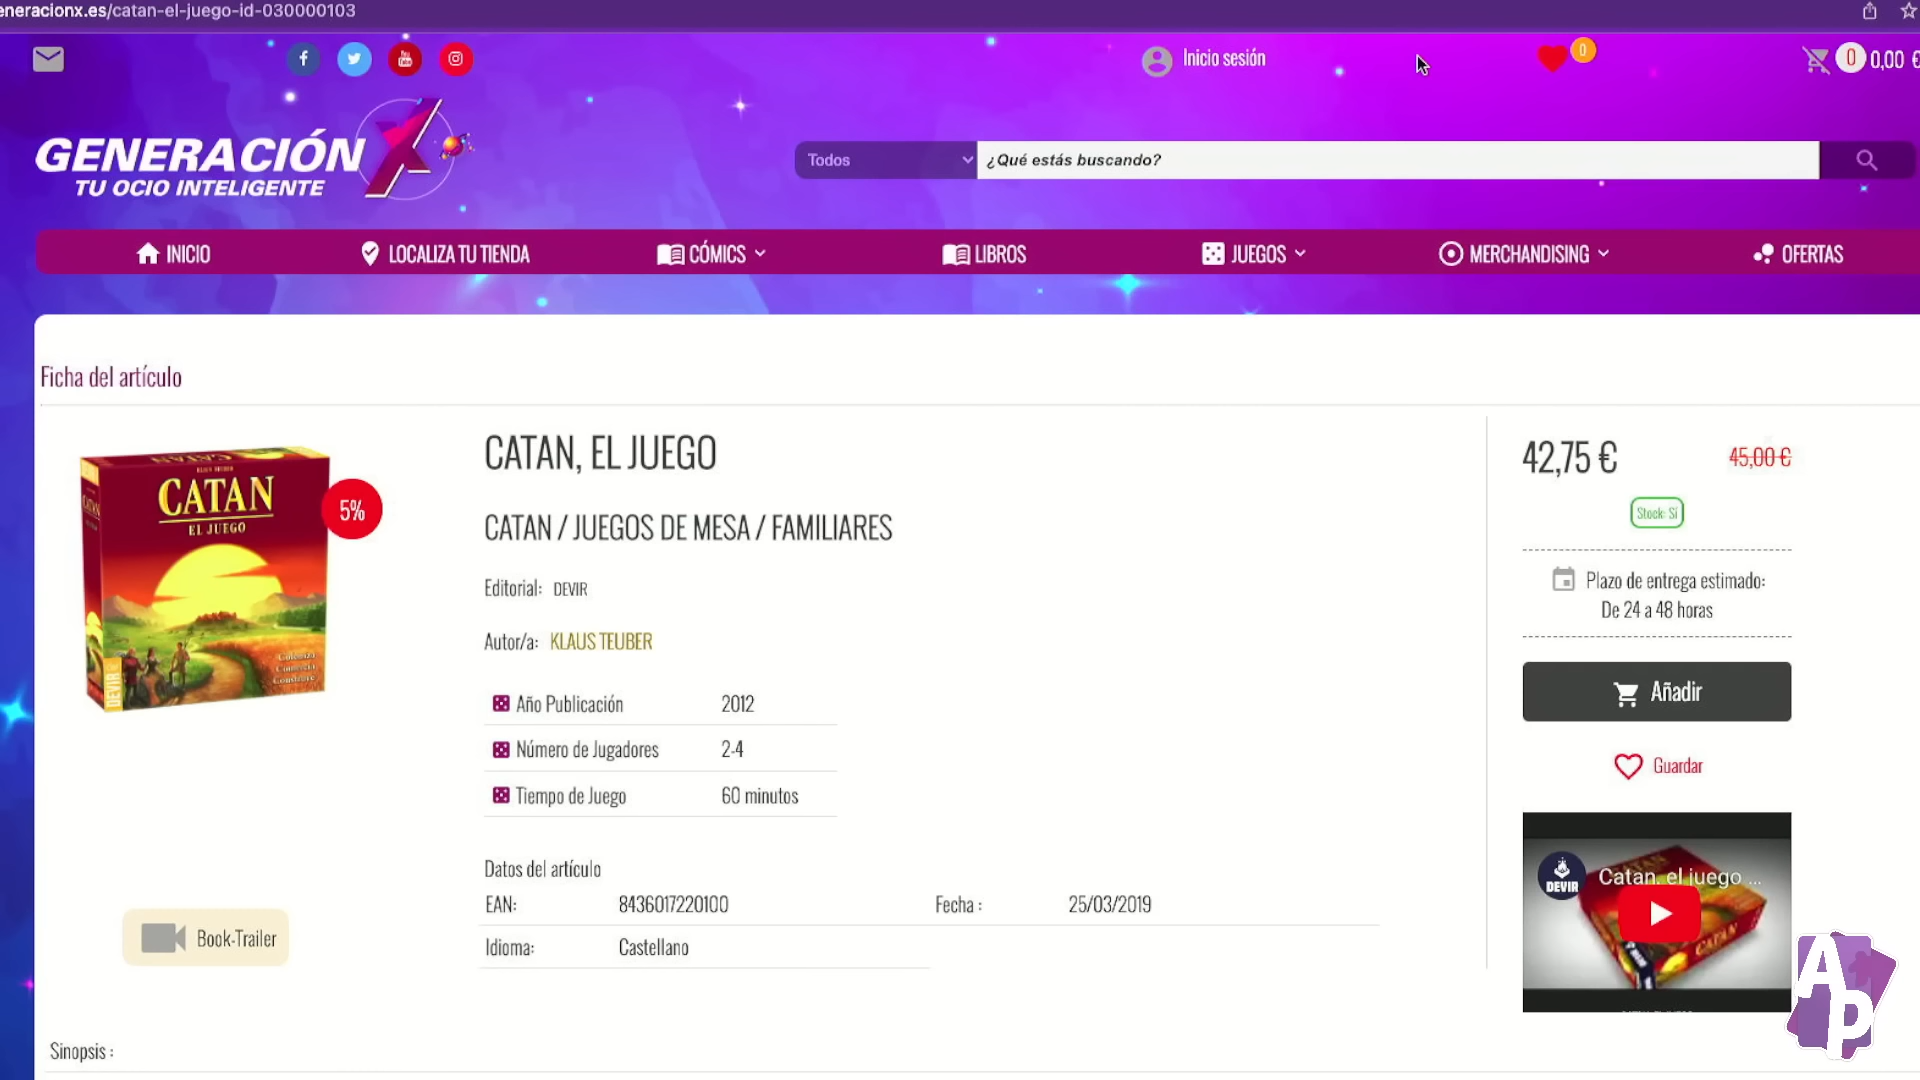 eneracionx.es/catan-el-juego-id-030000103
Inicio sesión
0
0
0,00 €
GENERACIÓN X
TU OCIO INTELIGENTE
Todos
¿Qué estás buscando?
INICIO
LOCALIZA TU TIENDA
CÓMICS
LIBROS
JUEGOS
MERCHANDISING
OFERTAS
Ficha del artículo
CATAN
EL JUEGO
DEVIR
5%
CATAN, EL JUEGO
CATAN / JUEGOS DE MESA / FAMILIARES
Editorial: DEVIR
Autor/a: KLAUS TEUBER
Año Publicación 2012
Número de Jugadores 2-4
Tiempo de Juego 60 minutos
Datos del artículo
EAN: 8436017220100 Fecha : 25/03/2019
Idioma: Castellano
Book-Trailer
Sinopsis :
42,75 €
45,00 €
Stock: Sí
Plazo de entrega estimado:
De 24 a 48 horas
Añadir
Guardar
DEVIR
Catan, el juego ...
CATAN
AP